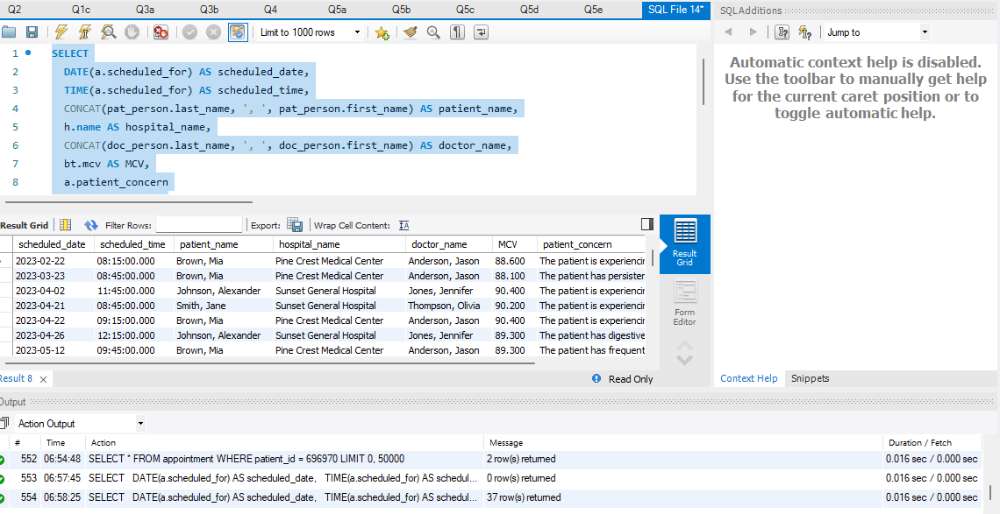 Q2 Q1c Q3a Q3b Q4 Q5a Q5b Q5c Q5d Q5e SQL File 14*
SQLAdditions
Limit to 1000 rows
Jump to
1 SELECT
2 DATE(a.scheduled_for) AS scheduled_date,
3 TIME(a.scheduled_for) AS scheduled_time,
4 CONCAT(pat_person.last_name, ', ', pat_person.first_name) AS patient_name,
5 h.name AS hospital_name,
6 CONCAT(doc_person.last_name, ', ', doc_person.first_name) AS doctor_name,
7 bt.mcv AS MCV,
8 a.patient_concern
Automatic context help is disabled.
Use the toolbar to manually get help
for the current caret position or to
toggle automatic help.
Result Grid Filter Rows: Export: Wrap Cell Content: IA
scheduled_date scheduled_time patient_name hospital_name doctor_name MCV patient_concern
2023-02-22 08:15:00.000 Brown, Mia Pine Crest Medical Center Anderson, Jason 88.600 The patient is experiencin
2023-03-23 08:45:00.000 Brown, Mia Pine Crest Medical Center Anderson, Jason 88.100 The patient has persister
2023-04-02 11:45:00.000 Johnson, Alexander Sunset General Hospital Jones, Jennifer 90.400 The patient is experiencin
2023-04-21 08:45:00.000 Smith, Jane Sunset General Hospital Thompson, Olivia 90.200 The patient is experiencin
2023-04-22 09:15:00.000 Brown, Mia Pine Crest Medical Center Anderson, Jason 90.400 The patient is experiencin
2023-04-26 12:15:00.000 Johnson, Alexander Sunset General Hospital Jones, Jennifer 89.300 The patient has digestive
2023-05-12 09:45:00.000 Brown, Mia Pine Crest Medical Center Anderson, Jason 89.300 The patient has frequent
Result
Grid
Form
Editor
Result 8
Read Only
Context Help Snippets
Output
Action Output
# Time Action Message Duration / Fetch
552 06:54:48 SELECT * FROM appointment WHERE patient_id = 696970 LIMIT 0, 50000 2 row(s) returned 0.016 sec / 0.000 sec
553 06:57:45 SELECT DATE(a.scheduled_for) AS scheduled_date, TIME(a.scheduled_for) AS schedul... 0 row(s) returned 0.016 sec / 0.000 sec
554 06:58:25 SELECT DATE(a.scheduled_for) AS scheduled_date, TIME(a.scheduled_for) AS schedul... 37 row(s) returned 0.016 sec / 0.000 sec